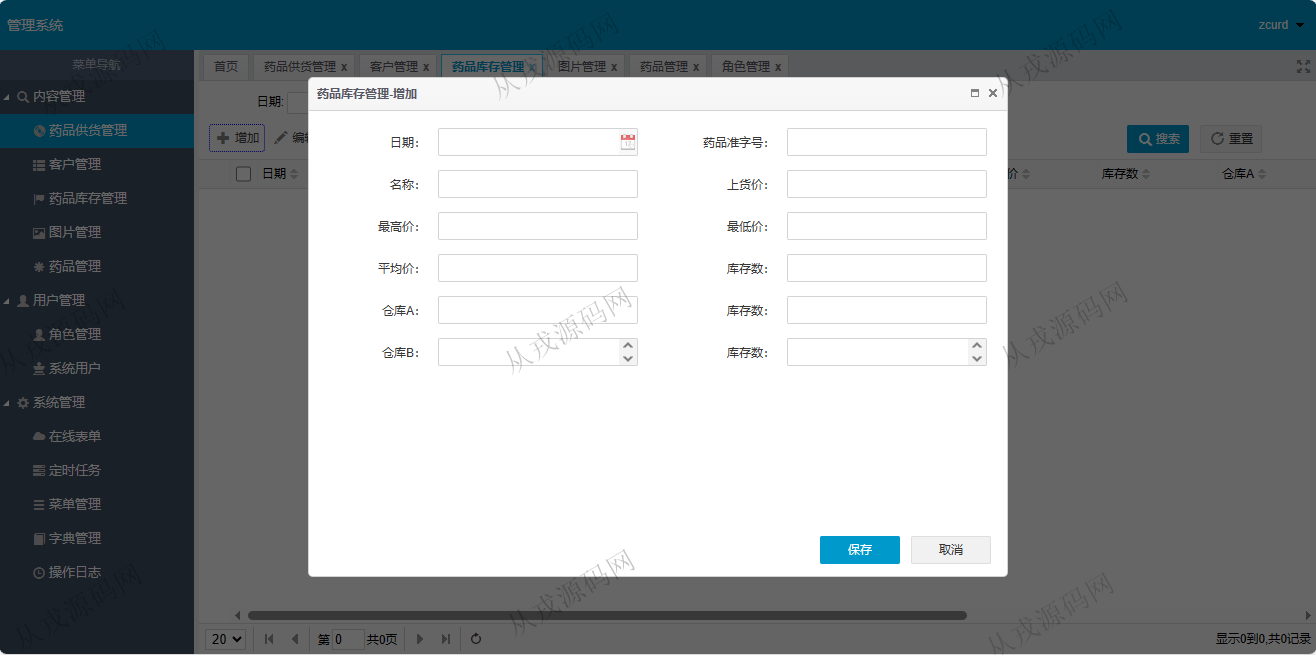 管理系统
zcurd
菜单导航
首页 药品供货管理 x 客户管理 x 药品库存管理 x 图片管理 x 药品管理 x 角色管理 x
内容管理
药品供货管理
客户管理
药品库存管理
图片管理
药品管理
用户管理
角色管理
系统用户
系统管理
在线表单
定时任务
菜单管理
字典管理
操作日志
日期:
增加
搜索 重置
日期 库存数 仓库A
药品库存管理-增加
日期: 药品准字号:
名称: 上货价:
最高价: 最低价:
平均价: 库存数:
仓库A: 库存数:
仓库B: 库存数:
保存 取消
20 第 0 共0页 显示0到0,共0记录
从戎源码网
从戎源码网
从戎源码网
从戎源码网
从戎源码网
从戎源码网
从戎源码网
从戎源码网
从戎源码网